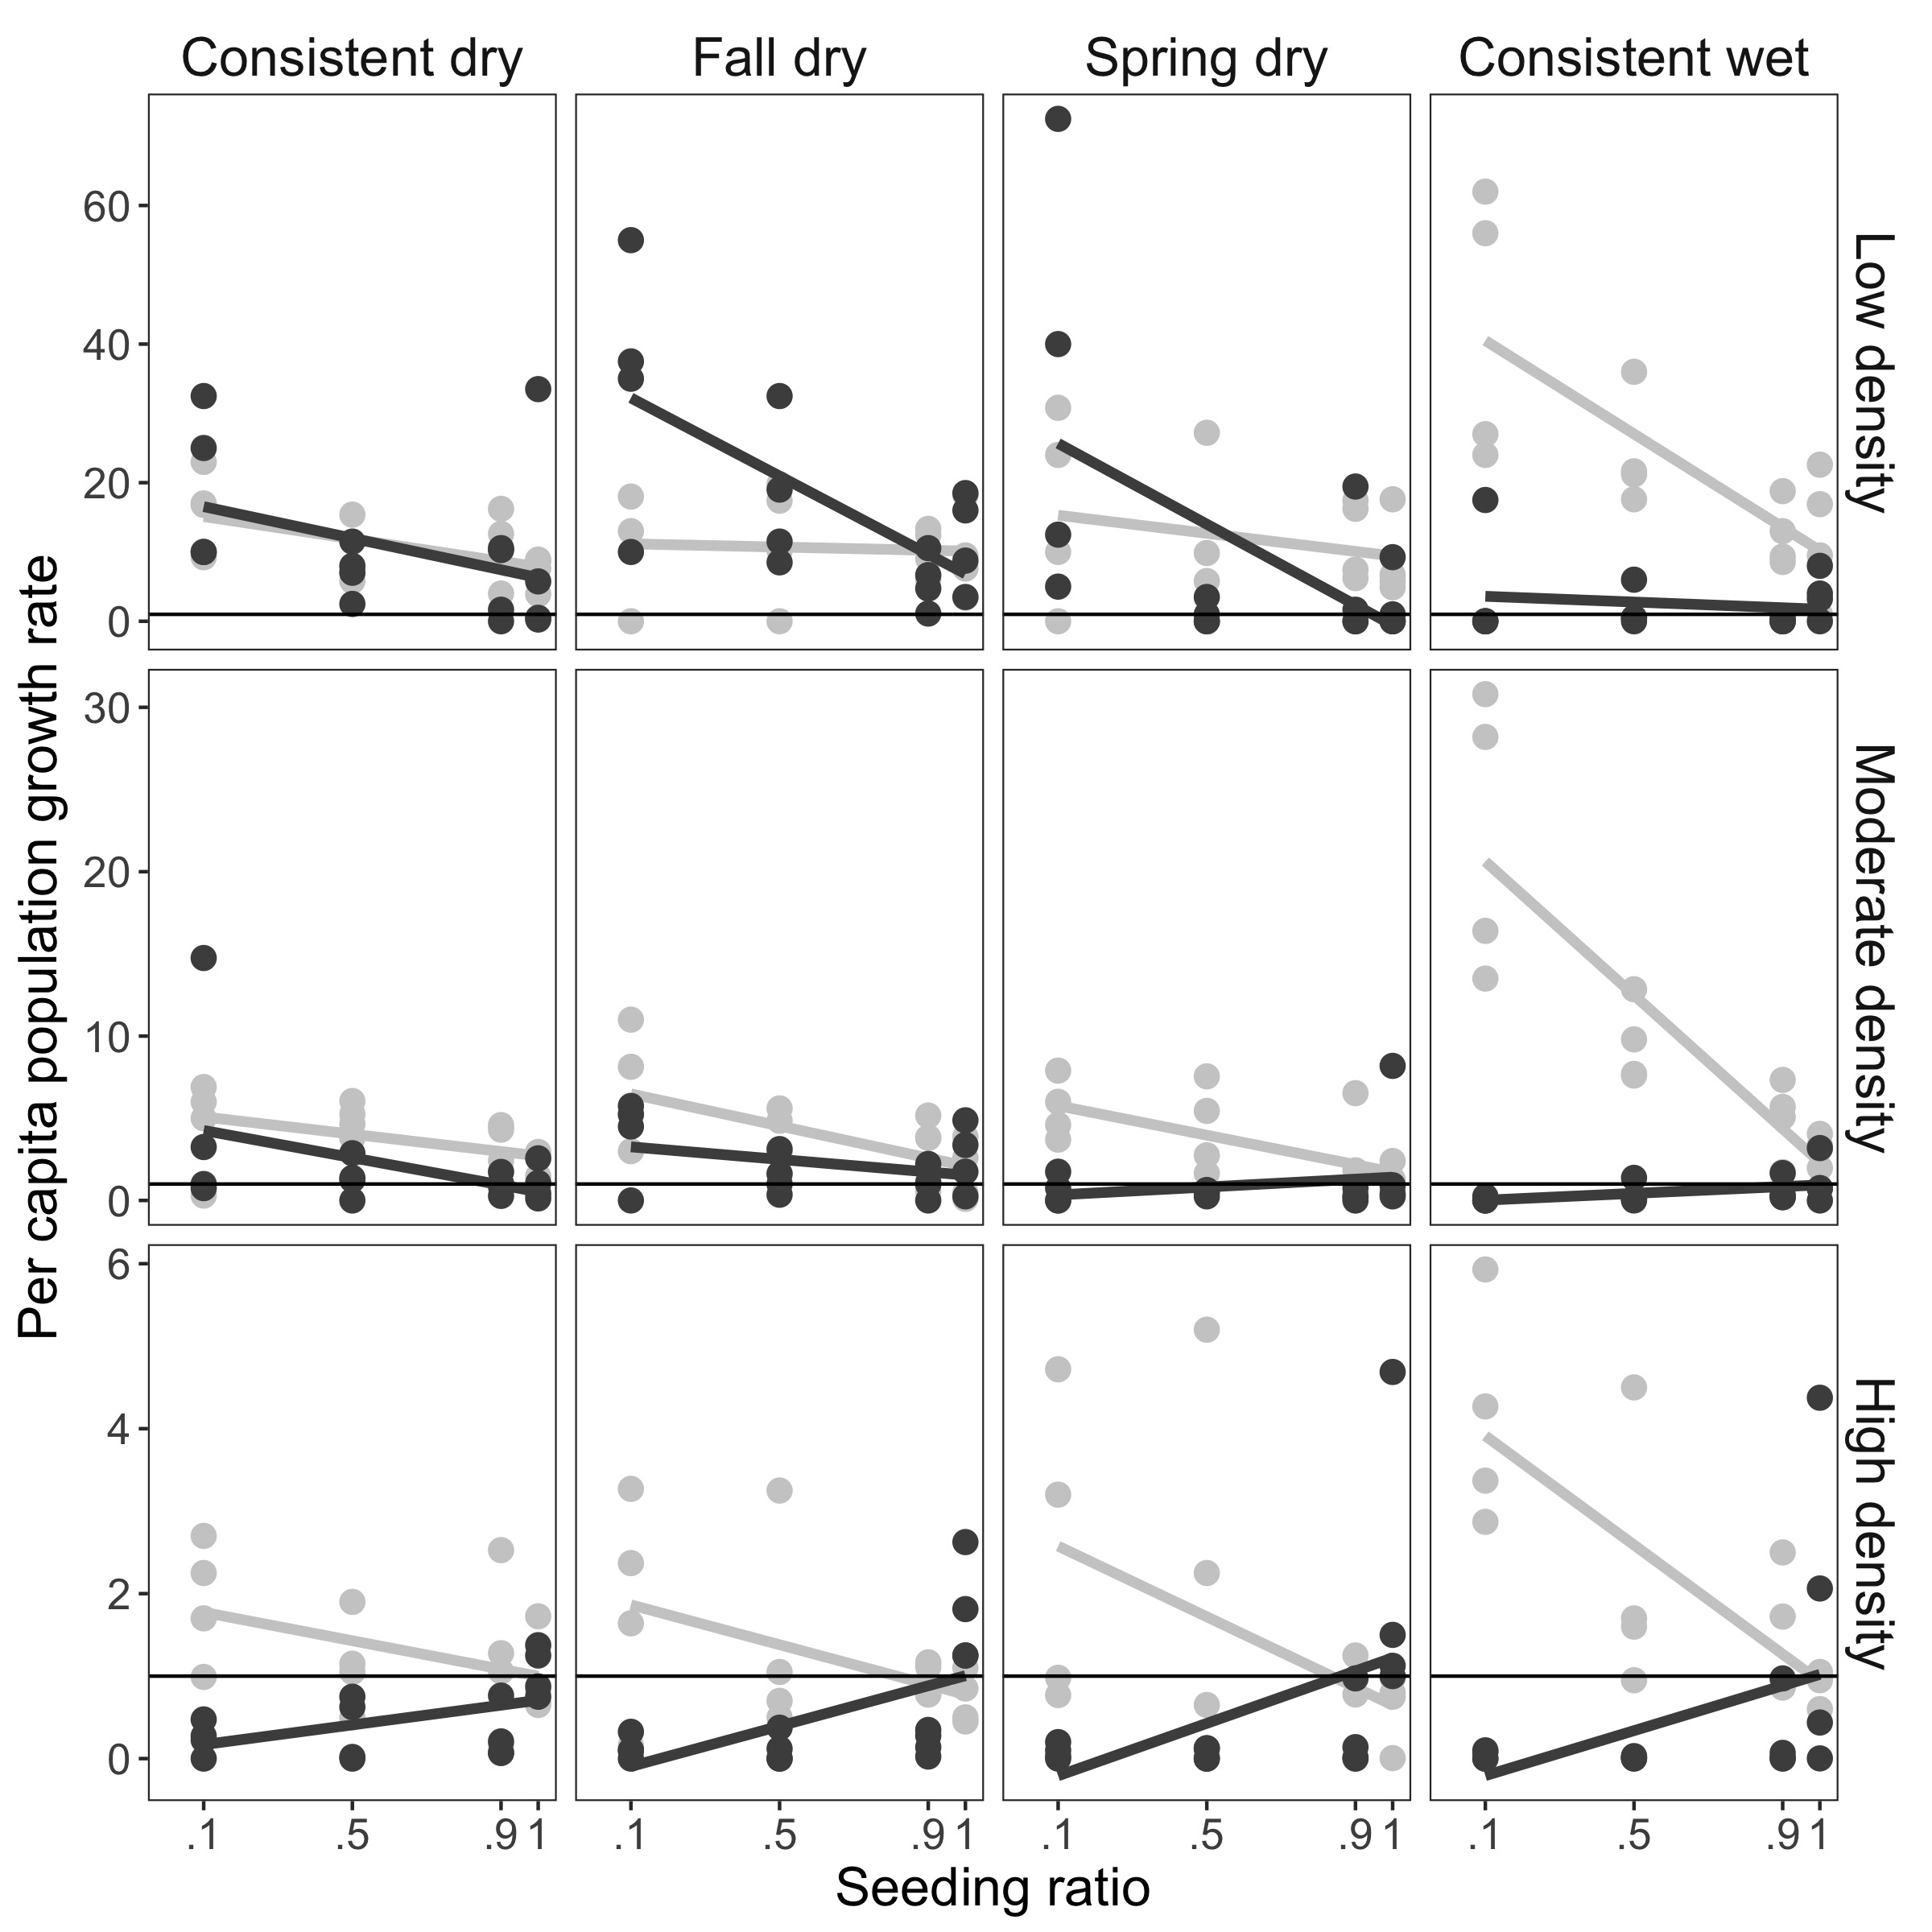 Consistent dry Fall dry Spring dry Consistent wet
Per capita population growth rate
60
40
20
0
Low density
30
20
10
0
Moderate density
6
4
2
0
High density
.1 .5 .9 1 .1 .5 .9 1 .1 .5 .9 1 .1 .5 .9 1
Seeding ratio